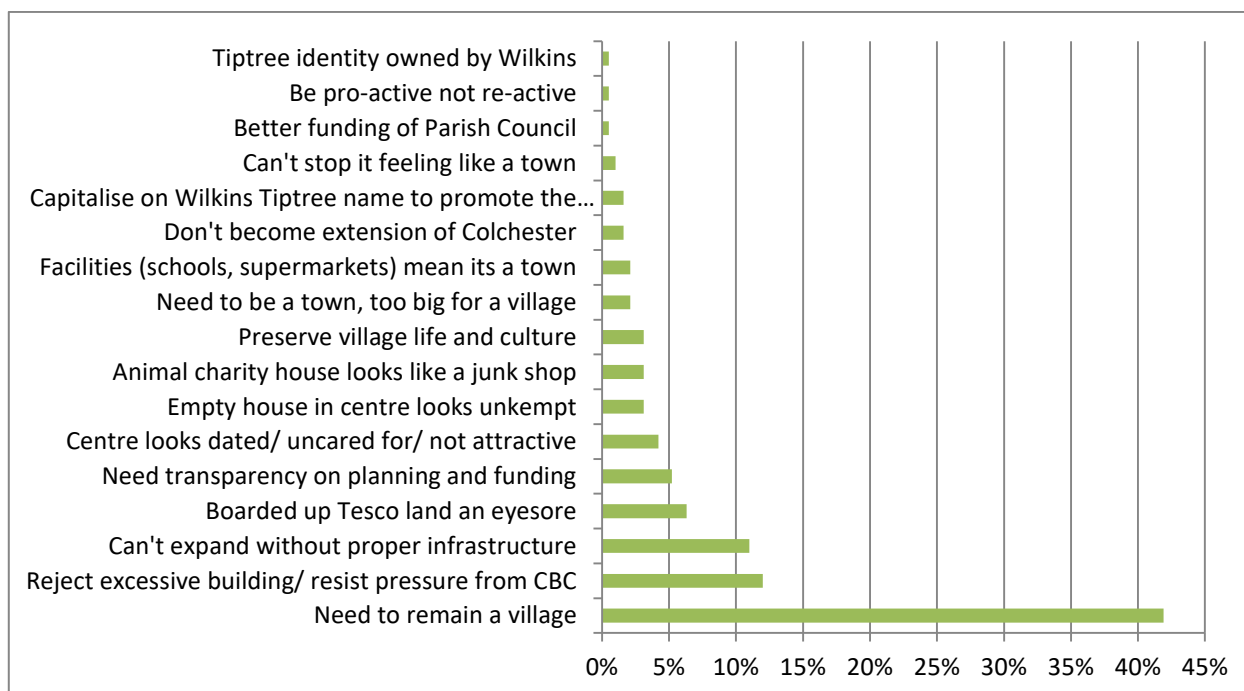 Tiptree identity owned by Wilkins
Be pro-active not re-active
Better funding of Parish Council
Can't stop it feeling like a town
Capitalise on Wilkins Tiptree name to promote the…
Don't become extension of Colchester
Facilities (schools, supermarkets) mean its a town
Need to be a town, too big for a village
Preserve village life and culture
Animal charity house looks like a junk shop
Empty house in centre looks unkempt
Centre looks dated/ uncared for/ not attractive
Need transparency on planning and funding
Boarded up Tesco land an eyesore
Can't expand without proper infrastructure
Reject excessive building/ resist pressure from CBC
Need to remain a village
0% 5% 10% 15% 20% 25% 30% 35% 40% 45%